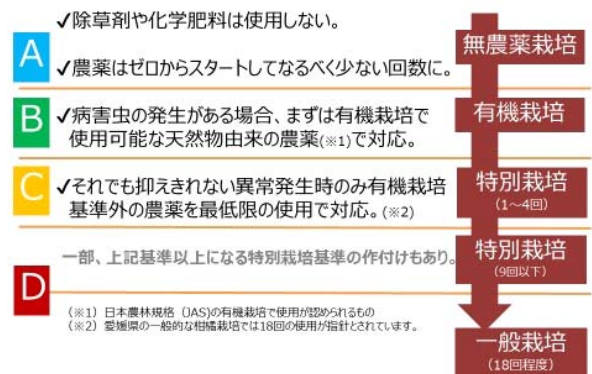 A
✓除草剤や化学肥料は使用しない。
✓農薬はゼロからスタートしてなるべく少ない回数に。
無農薬栽培
B
✓病害虫の発生がある場合、まずは有機栽培で
使用可能な天然物由来の農薬(※1)で対応。
有機栽培
C
✓それでも抑えきれない異常発生時のみ有機栽培
基準外の農薬を最低限の使用で対応。(※2)
特別栽培
(1～4回)
D
一部、上記基準以上になる特別栽培基準の作付けもあり。
特別栽培
(9回以下)
(※1) 日本農林規格(JAS)の有機栽培で使用が認められるもの
(※2) 愛媛県の一般的な柑橘栽培では18回の使用が指針とされています。
一般栽培
(18回程度)